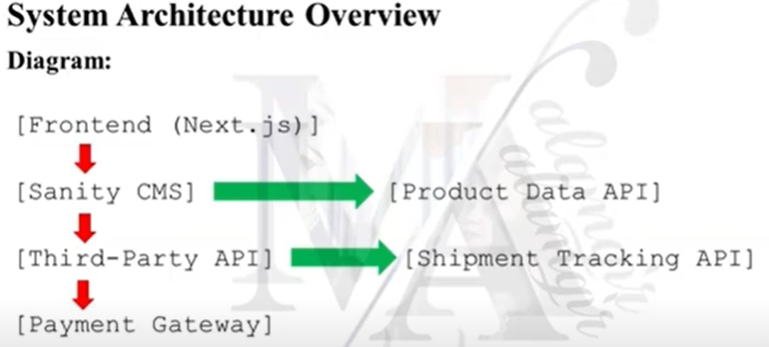 System Architecture Overview
Diagram:
[Frontend (Next.js)]
[Sanity CMS] [Product Data API]
[Third-Party API] [Shipment Tracking API]
[Payment Gateway]